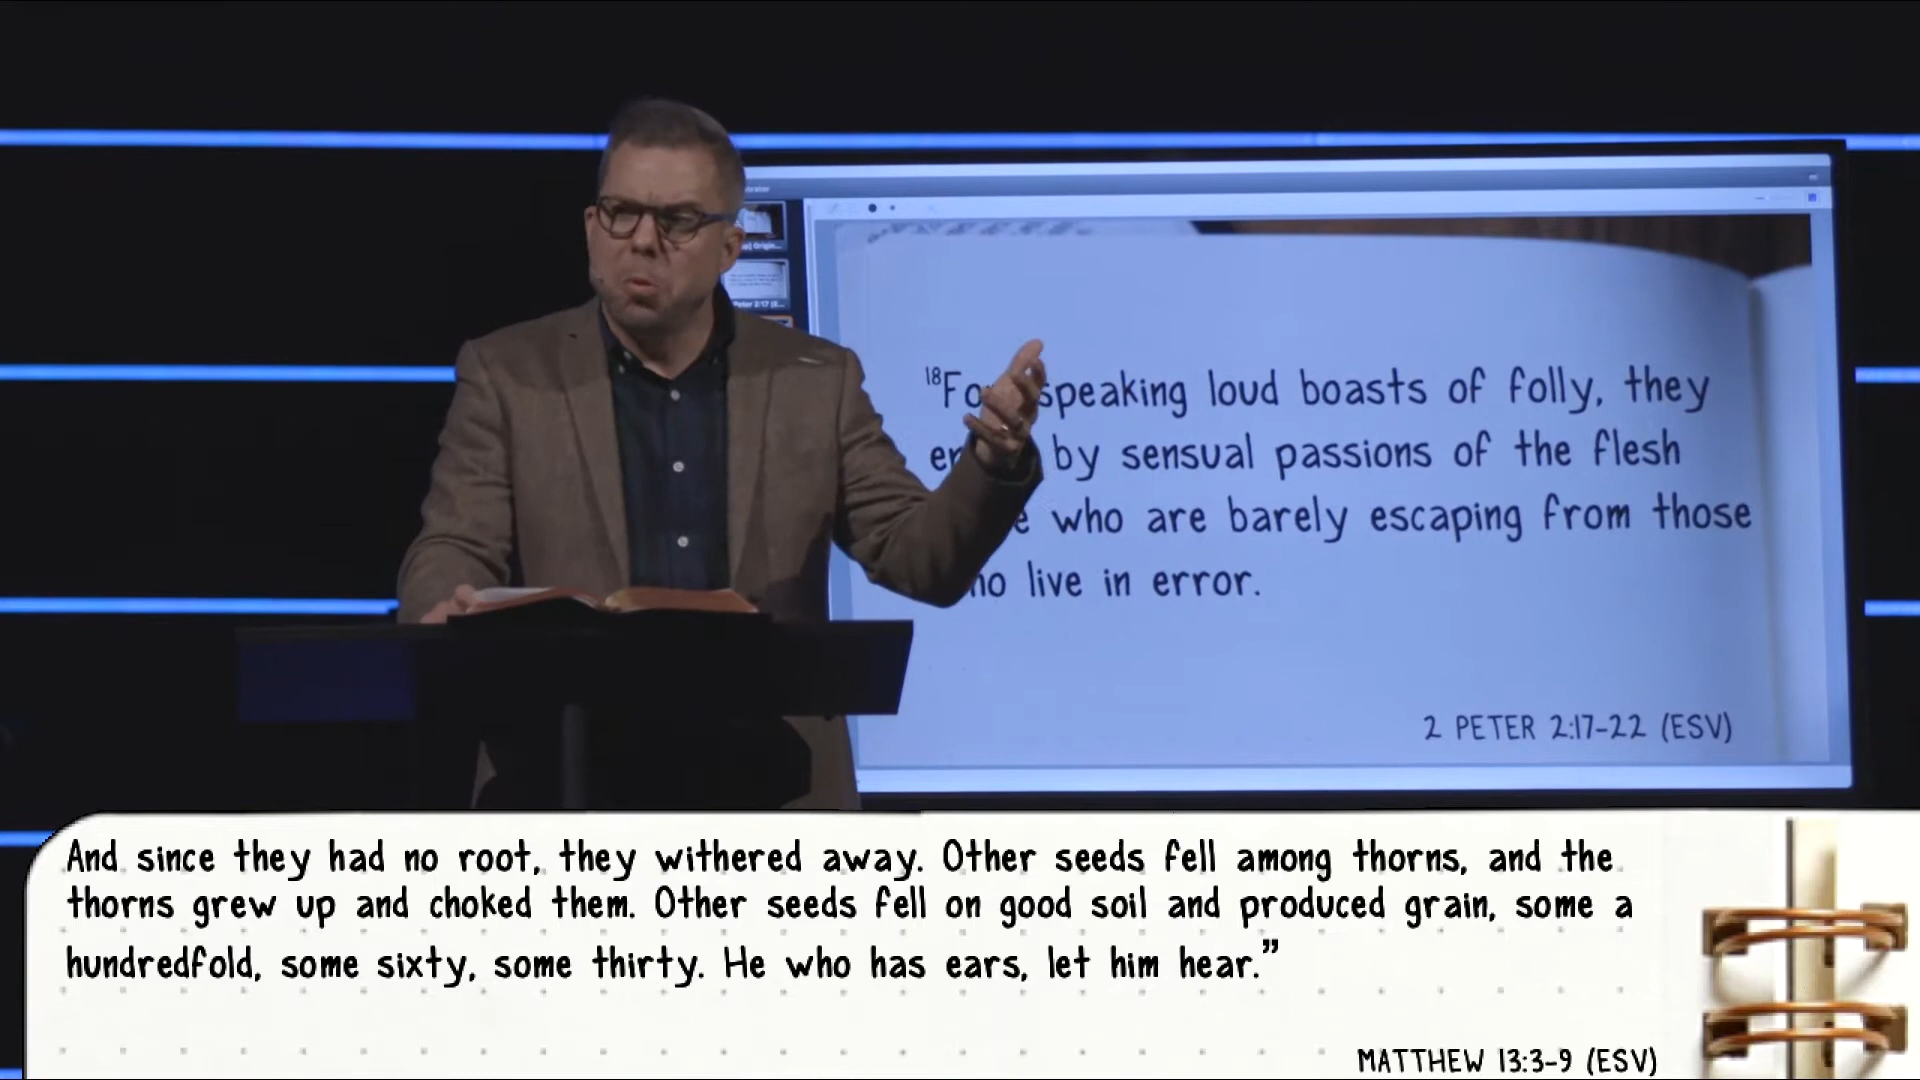 18For, speaking loud boasts of folly, they
by sensual passions of the flesh
who are barely escaping from those
live in error.
2 PETER 2:17-22 (ESV)
And since they had no root, they withered away. Other seeds fell among thorns, and the
thorns grew up and choked them. Other seeds fell on good soil and produced grain, some a
hundredfold, some sixty, some thirty. He who has ears, let him hear.”
MATTHEW 13:3-9 (ESV)